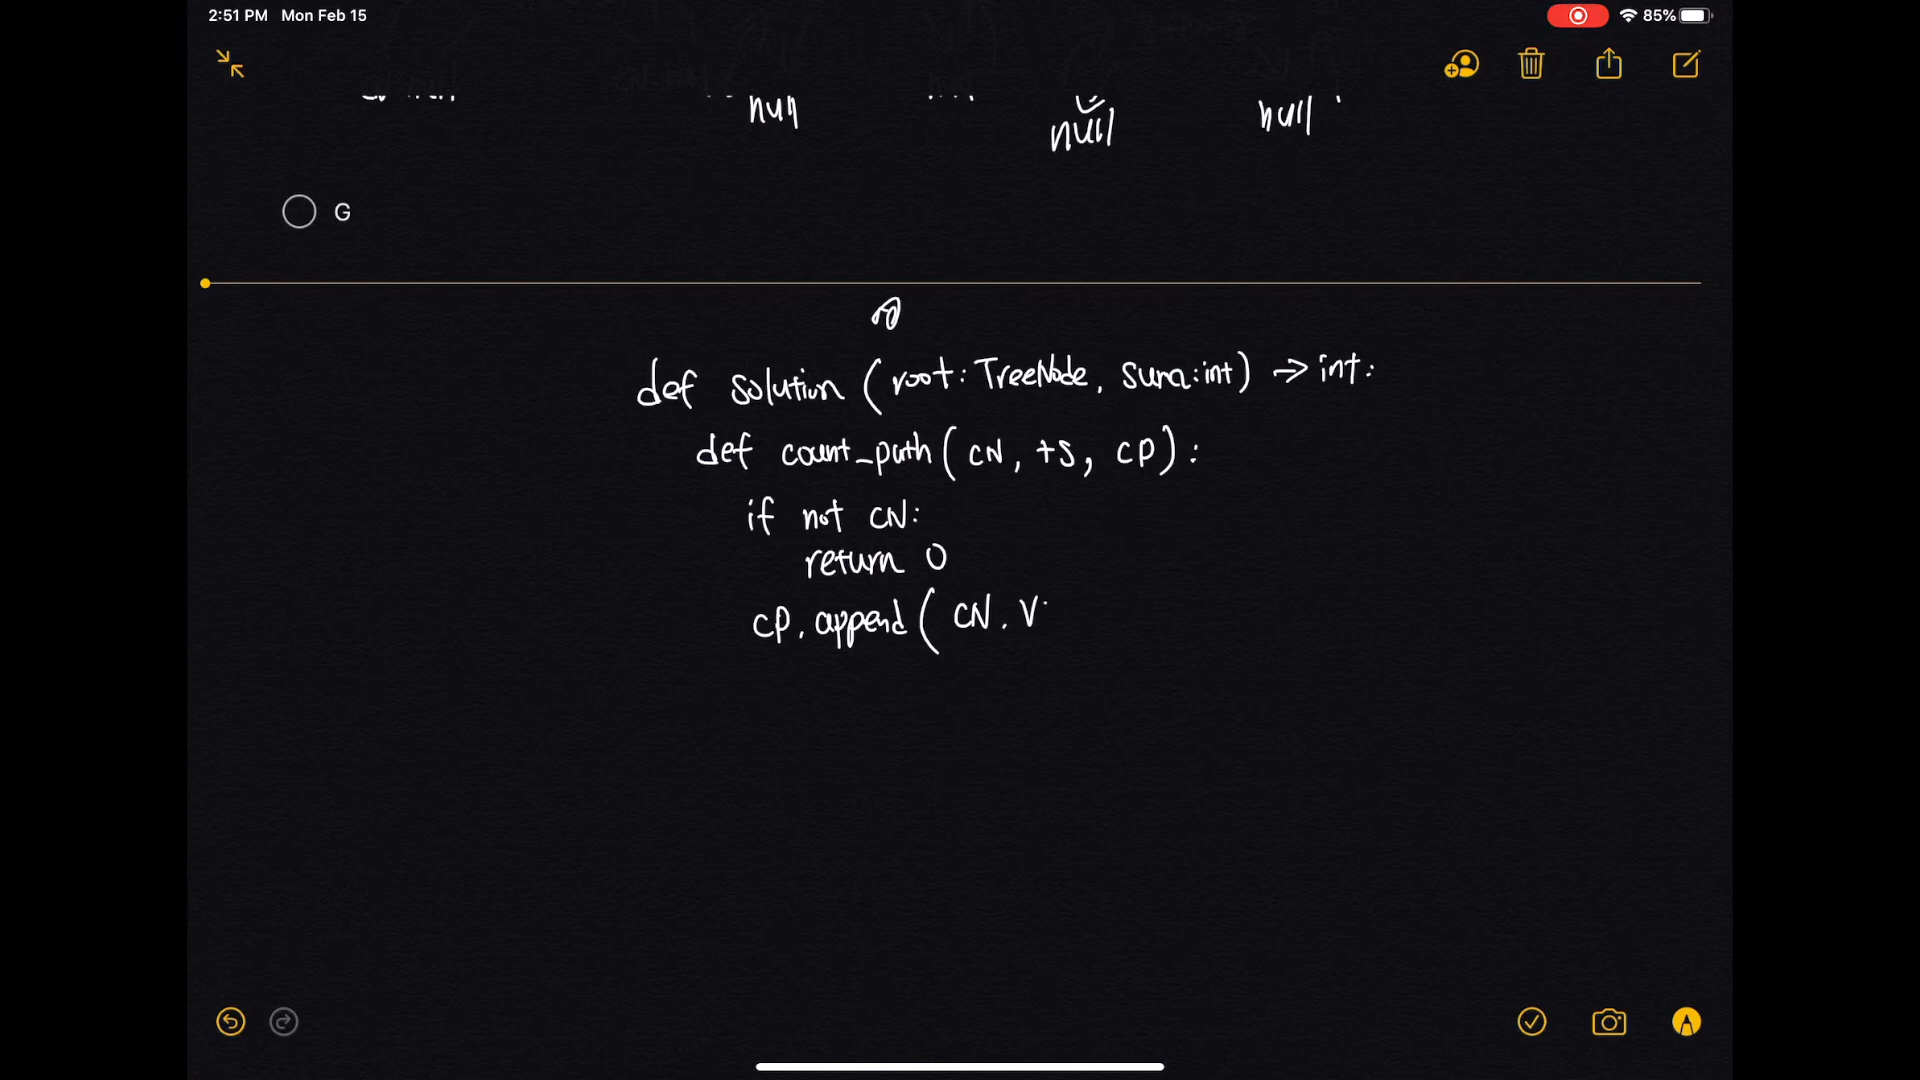 2:51 PM Mon Feb 15
85%
null
null
null
G
def solution (root: TreeNode, sum: int) → int:
def count_path (CN, tS, CP):
if not CN:
return 0
CP. append ( CN. V